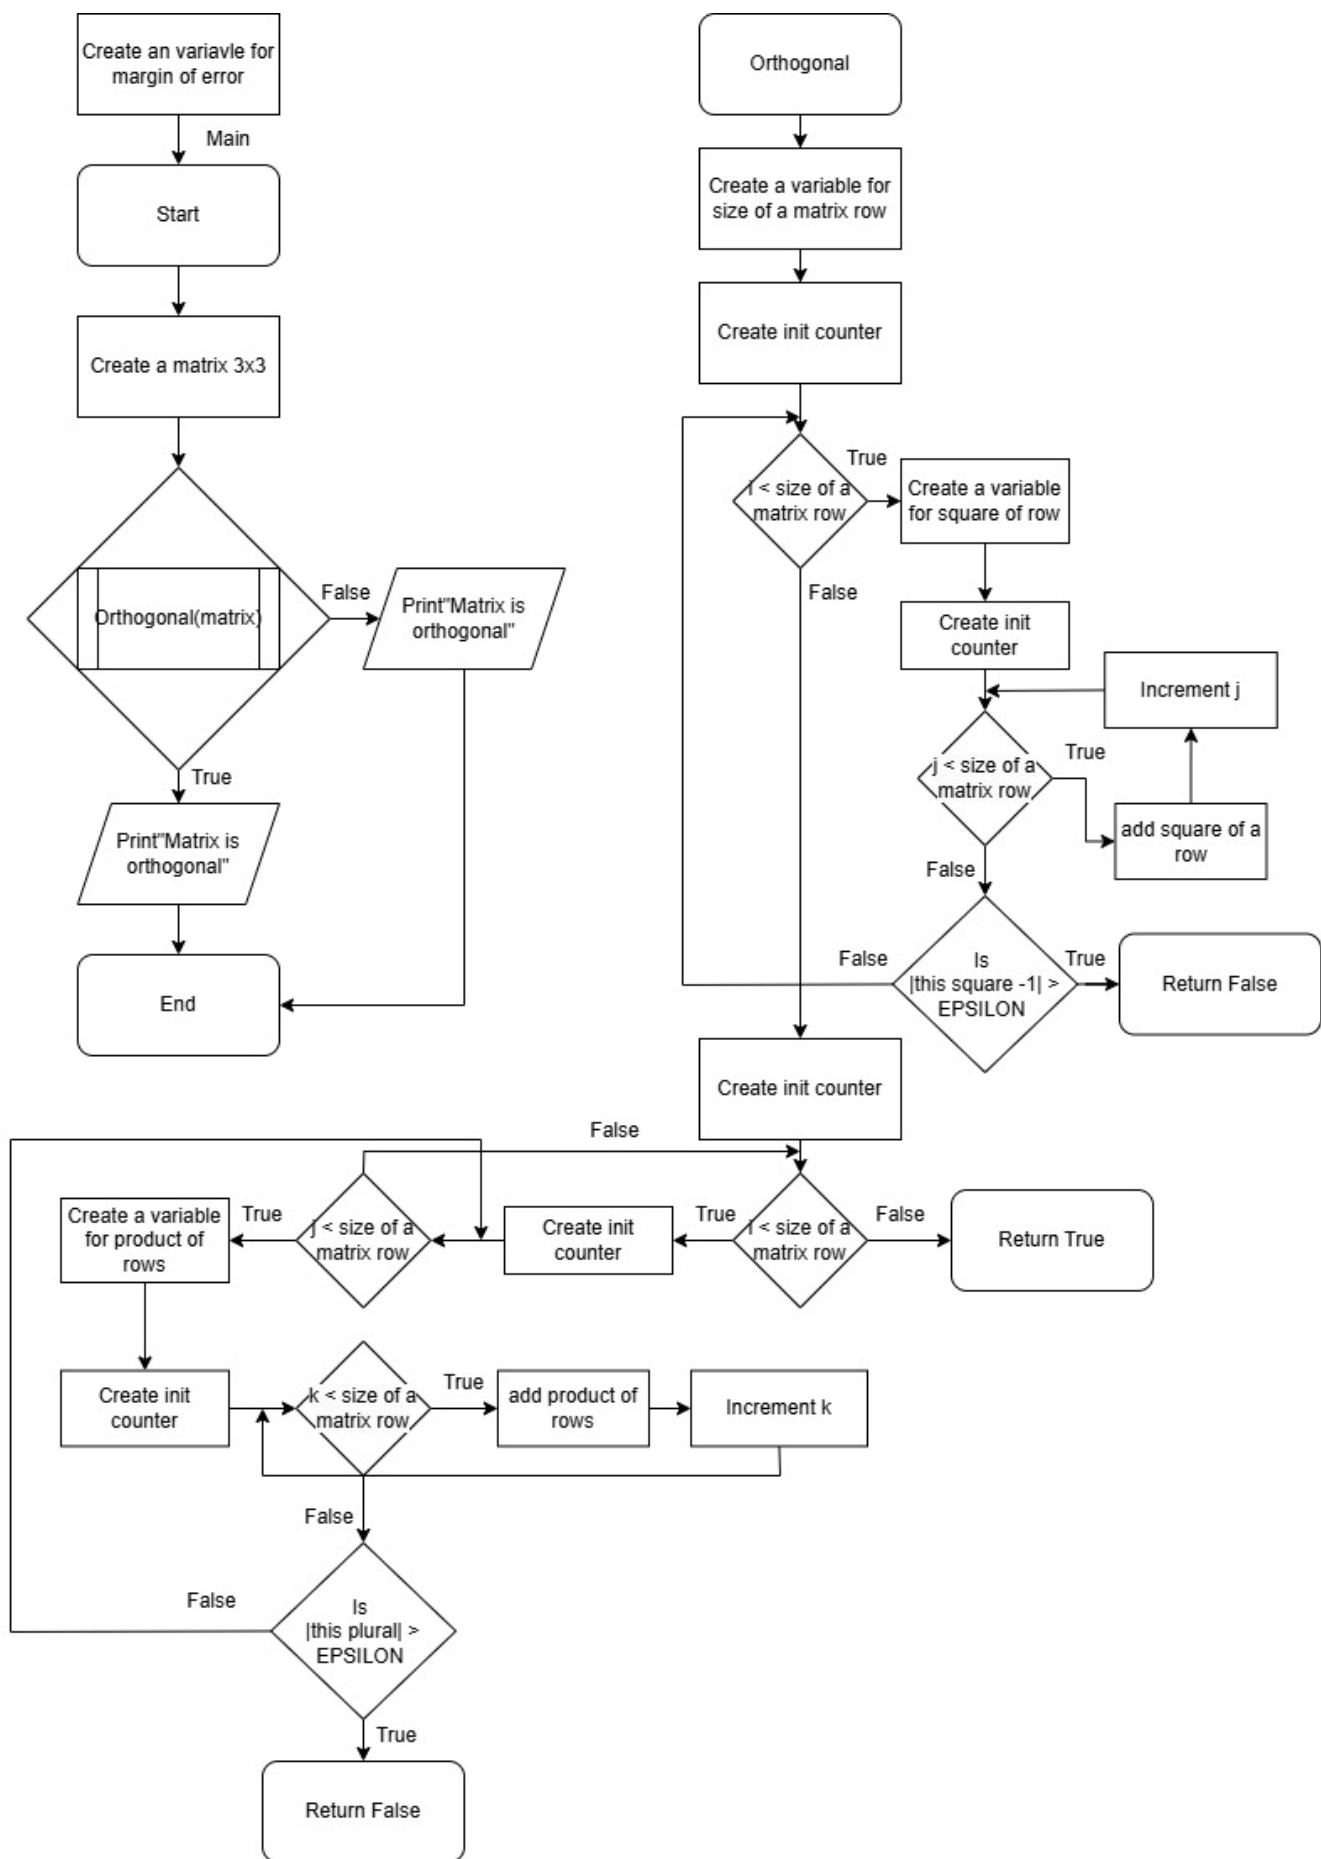 Create an variavle for
margin of error
Main
Start
Create a matrix 3x3
Orthogonal(matrix)
False
Print"Matrix is
orthogonal"
True
Print"Matrix is
orthogonal"
End
Orthogonal
Create a variable for
size of a matrix row
Create init counter
i < size of a
matrix row
True
Create a variable
for square of row
False
Create init
counter
Increment j
j < size of a
matrix row
True
add square of a
row
False
Is
|this square -1| >
EPSILON
False
True
Return False
Create init counter
False
i < size of a
matrix row
False
Return True
True
Create init
counter
j < size of a
matrix row
True
Create a variable
for product of
rows
Create init
counter
k < size of a
matrix row
True
add product of
rows
Increment k
False
Is
|this plural| >
EPSILON
False
True
Return False